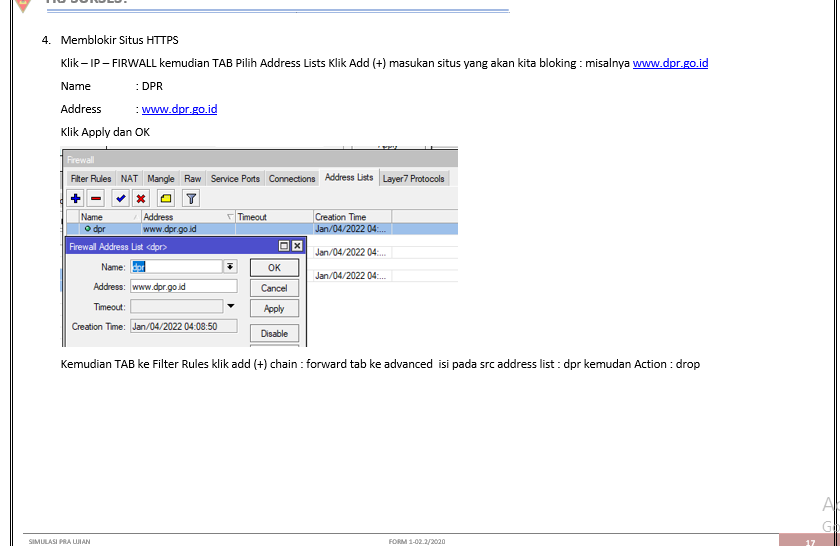 4. Memblokir Situs HTTPS
Klik – IP – FIRWALL kemudian TAB Pilih Address Lists Klik Add (+) masukan situs yang akan kita bloking : misalnya www.dpr.go.id
Name : DPR
Address : www.dpr.go.id
Klik Apply dan OK
Firewall
Filter Rules NAT Mangle Raw Service Ports Connections Address Lists Layer7 Protocols
Name Address Timeout Creation Time
dpr www.dpr.go.id Jan/04/2022 04:...
Firewall Address List <dpr>
Jan/04/2022 04:...
Name: dpr OK
Jan/04/2022 04:...
Address: www.dpr.go.id Cancel
Timeout: Apply
Creation Time: Jan/04/2022 04:08:50
Disable
Kemudian TAB ke Filter Rules klik add (+) chain : forward tab ke advanced isi pada src address list : dpr kemudan Action : drop
SIMULASI PRA UJIAN FORM 1-02.2/2020 17